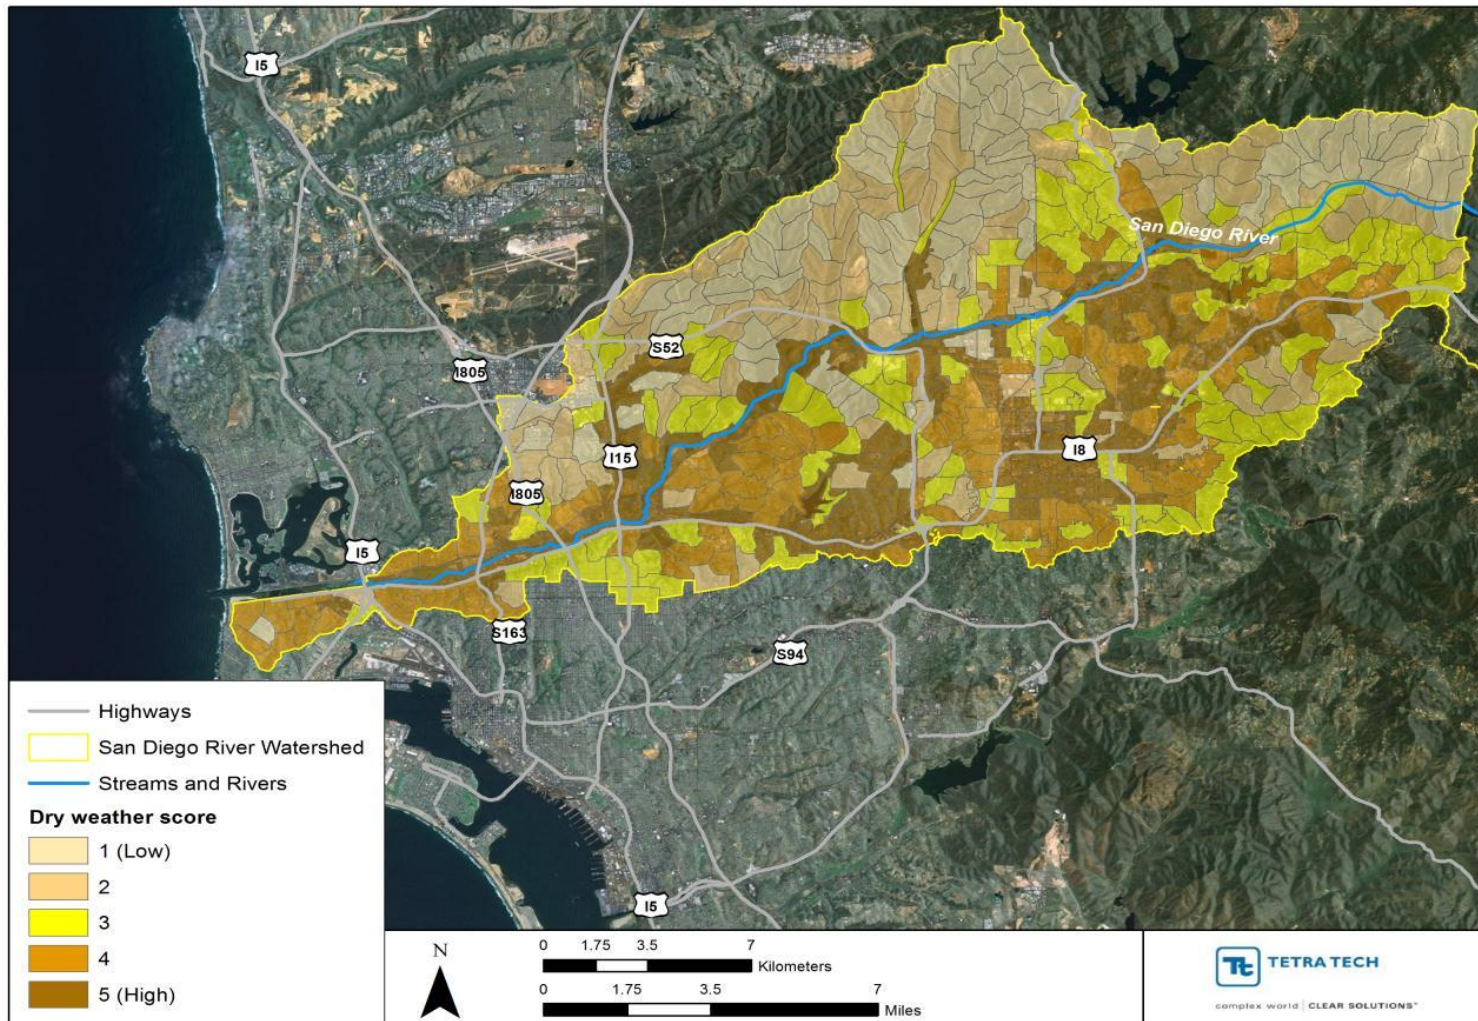 I5
San Diego River
S52
I805
I15
I8
I805
I5
S163
S94
I5
Highways
San Diego River Watershed
Streams and Rivers
Dry weather score
1 (Low)
2
3
4
5 (High)
N
0 1.75 3.5 7
Kilometers
0 1.75 3.5 7
Miles
Tt TETRA TECH
complex world | CLEAR SOLUTIONS™